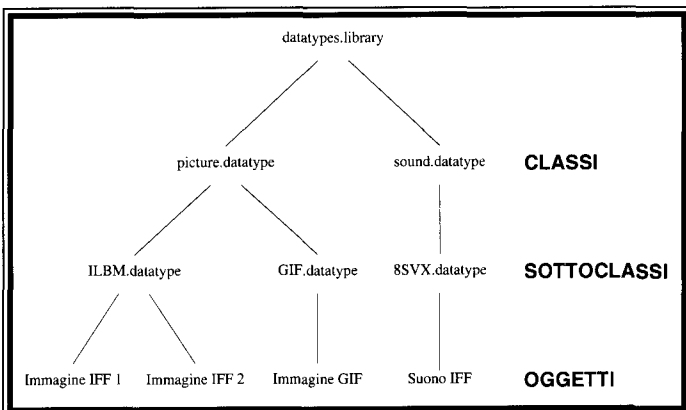 datatypes.library
picture.datatype sound.datatype CLASSI
ILBM.datatype GIF.datatype 8SVX.datatype SOTTOCLASSI
Immagine IFF 1 Immagine IFF 2 Immagine GIF Suono IFF OGGETTI